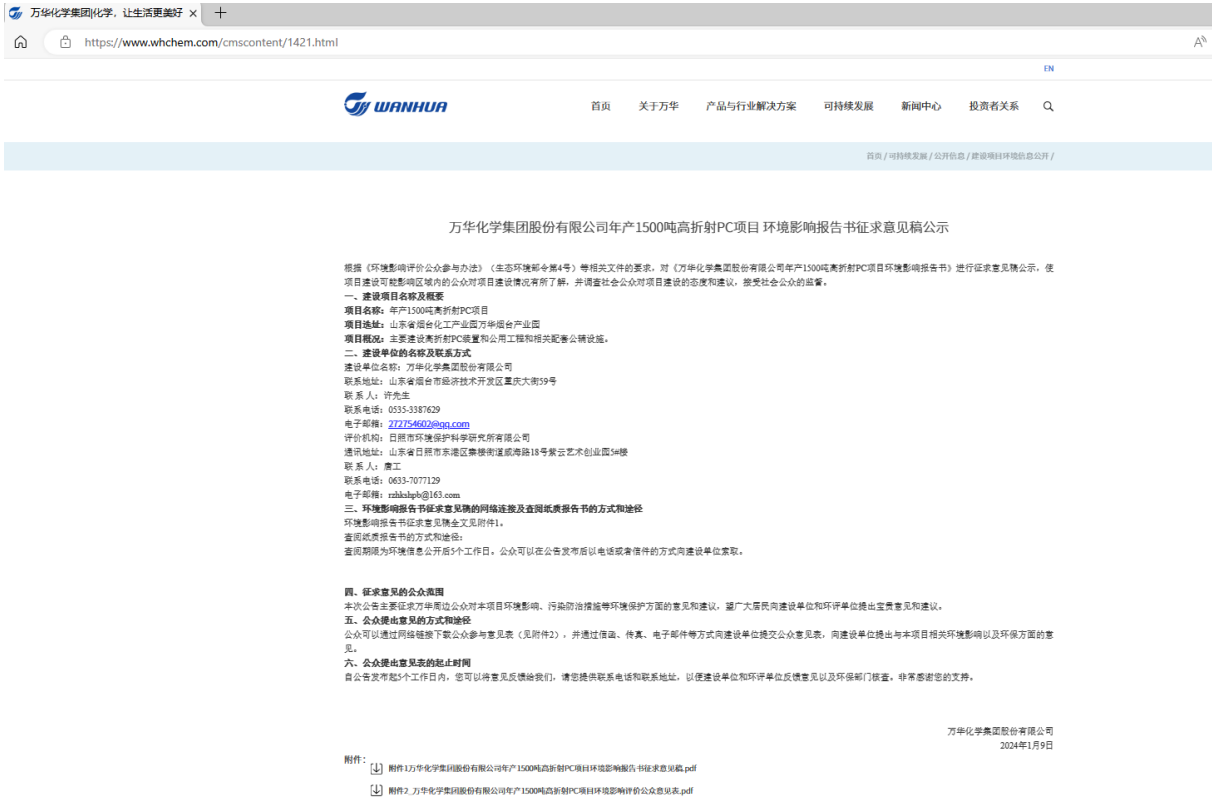 万华化学集团|化学，让生活更美好
https://www.whchem.com/cmscontent/1421.html
EN
WANHUA
首页 关于万华 产品与行业解决方案 可持续发展 新闻中心 投资者关系
首页 / 可持续发展 / 公开信息 / 建设项目环境信息公开 /
万华化学集团股份有限公司年产1500吨高折射PC项目 环境影响报告书征求意见稿公示
根据《环境影响评价公众参与办法》（生态环境部令第4号）等相关文件的要求，对《万华化学集团股份有限公司年产1500吨高折射PC项目环境影响报告书》进行征求意见稿公示，使
项目建设可能影响区域内的公众对项目建设情况有所了解，并调查社会公众对项目建设的态度和建议，接受社会公众的监督。
一、建设项目名称及概要
项目名称：年产1500吨高折射PC项目
项目选址：山东省烟台化工产业园万华烟台产业园
项目概况：主要建设高折射PC装置和公用工程和相关配套公辅设施。
二、建设单位的名称及联系方式
建设单位名称：万华化学集团股份有限公司
联系地址：山东省烟台市经济技术开发区重庆大街59号
联 系 人：许先生
联系电话：0535-3387629
电子邮箱：272754602@qq.com
评价机构：日照市环境保护科学研究所有限公司
通讯地址：山东省日照市东港区秦楼街道威海路18号紫云艺术创业园5#楼
联 系 人：唐工
联系电话：0633-7077129
电子邮箱：rzhkshpb@163.com
三、环境影响报告书征求意见稿的网络连接及查阅纸质报告书的方式和途径
环境影响报告书征求意见稿全文见附件1。
查阅纸质报告书的方式和途径：
查阅期限为环境信息公开后5个工作日。公众可以在公告发布后以电话或者信件的方式向建设单位索取。
四、征求意见的公众范围
本次公告主要征求万华周边公众对本项目环境影响、污染防治措施等环境保护方面的意见和建议，望广大居民向建设单位和环评单位提出宝贵意见和建议。
五、公众提出意见的方式和途径
公众可以通过网络链接下载公众参与意见表（见附件2），并通过信函、传真、电子邮件等方式向建设单位提交公众意见表，向建设单位提出与本项目相关环境影响以及环保方面的意
见。
六、公众提出意见表的起止时间
自公告发布起5个工作日内，您可以将意见反馈给我们，请您提供联系电话和联系地址，以便建设单位和环评单位反馈意见以及环保部门核查。非常感谢您的支持。
万华化学集团股份有限公司
2024年1月9日
附件：
附件1万华化学集团股份有限公司年产1500吨高折射PC项目环境影响报告书征求意见稿.pdf
附件2_万华化学集团股份有限公司年产1500吨高折射PC项目环境影响评价公众意见表.pdf